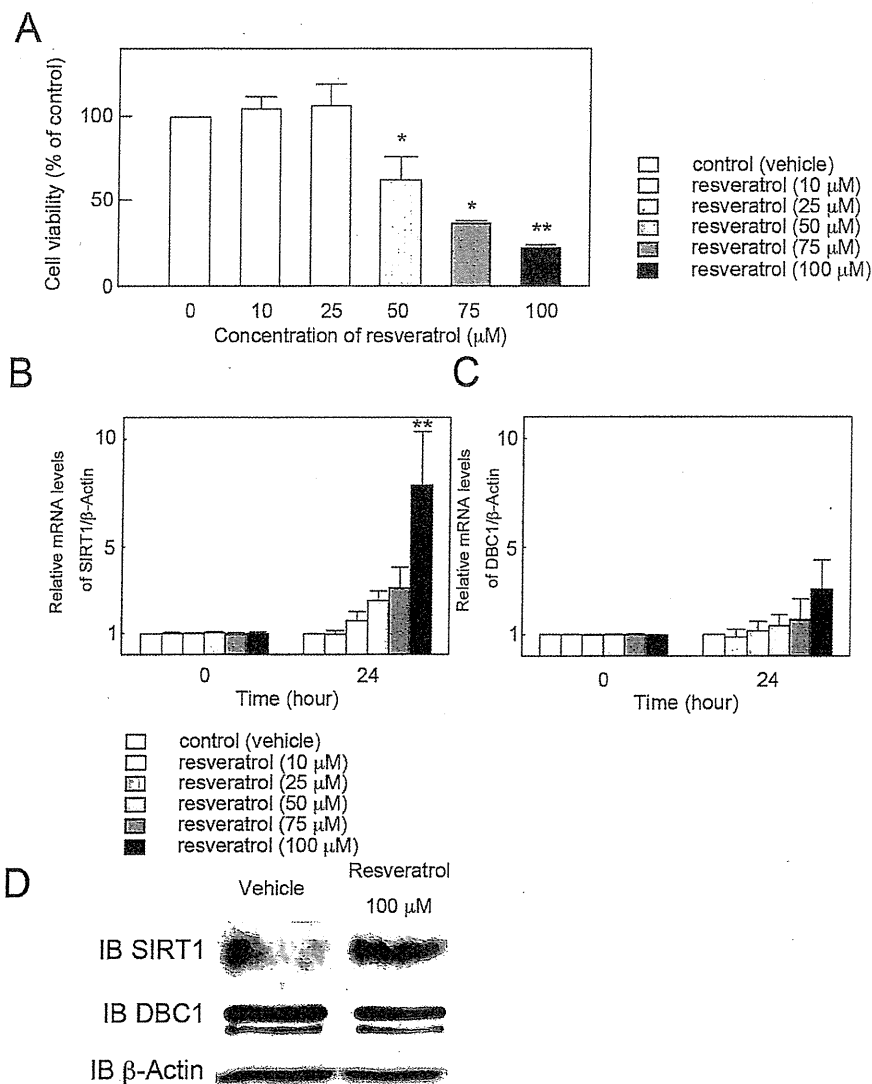 A
Cell viability (% of control)
100
50
0
0 10 25 50 75 100
* * **
Concentration of resveratrol (μM)
control (vehicle)
resveratrol (10 μM)
resveratrol (25 μM)
resveratrol (50 μM)
resveratrol (75 μM)
resveratrol (100 μM)
B
Relative mRNA levels
of SIRT1/β-Actin
10
5
1
**
0 24
Time (hour)
C
Relative mRNA levels
of DBC1/β-Actin
10
5
1
0 24
Time (hour)
control (vehicle)
resveratrol (10 μM)
resveratrol (25 μM)
resveratrol (50 μM)
resveratrol (75 μM)
resveratrol (100 μM)
D
Vehicle
Resveratrol
100 μM
IB SIRT1
IB DBC1
IB β-Actin